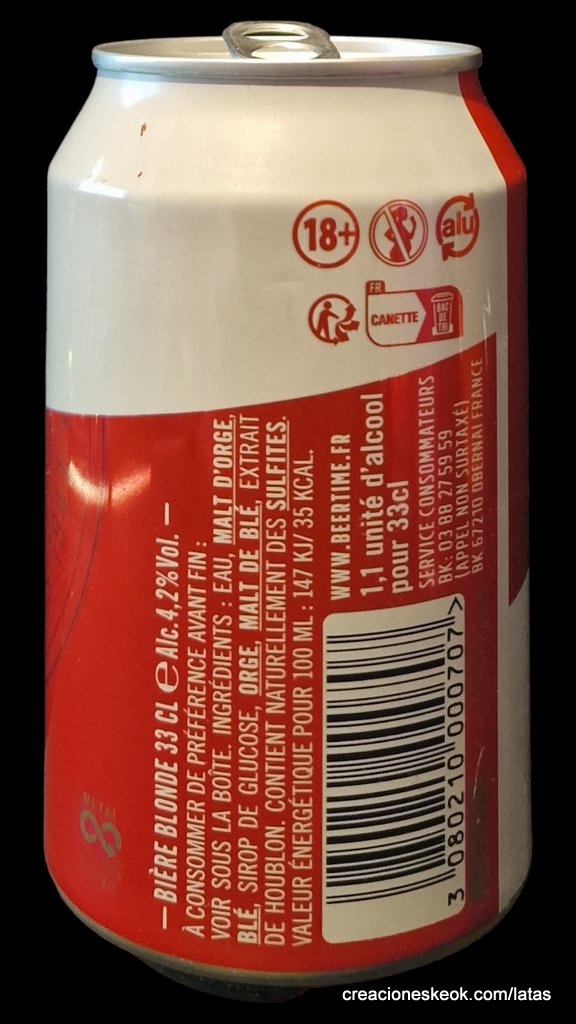 18+
alu
FR
CANETTE
BAC
DE
TRI
— BIÈRE BLONDE 33 CL e Alc. 4,2% Vol. —
À CONSOMMER DE PRÉFÉRENCE AVANT FIN :
VOIR SOUS LA BOÎTE. INGRÉDIENTS : EAU, MALT D'ORGE,
BLÉ, SIROP DE GLUCOSE, ORGE, MALT DE BLÉ, EXTRAIT
DE HOUBLON. CONTIENT NATURELLEMENT DES SULFITES.
VALEUR ÉNERGÉTIQUE POUR 100 ML : 147 KJ/ 35 KCAL.
WWW.BEERTIME.FR
1,1 unité d'alcool
pour 33cl
SERVICE CONSOMMATEURS
BK: 03 88 27 59 59
(APPEL NON SURTAXÉ)
BK 67210 OBERNAI FRANCE
3 080210 000707 >
creacioneskeok.com/latas